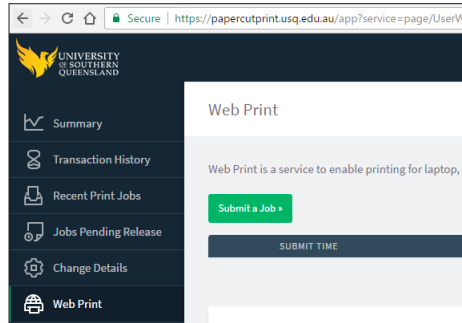 Secure | https://papercutprint.usq.edu.au/app?service=page/UserW
UNIVERSITY
OF SOUTHERN
QUEENSLAND
Summary
Transaction History
Recent Print Jobs
Jobs Pending Release
Change Details
Web Print
Web Print
Web Print is a service to enable printing for laptop,
Submit a Job »
SUBMIT TIME